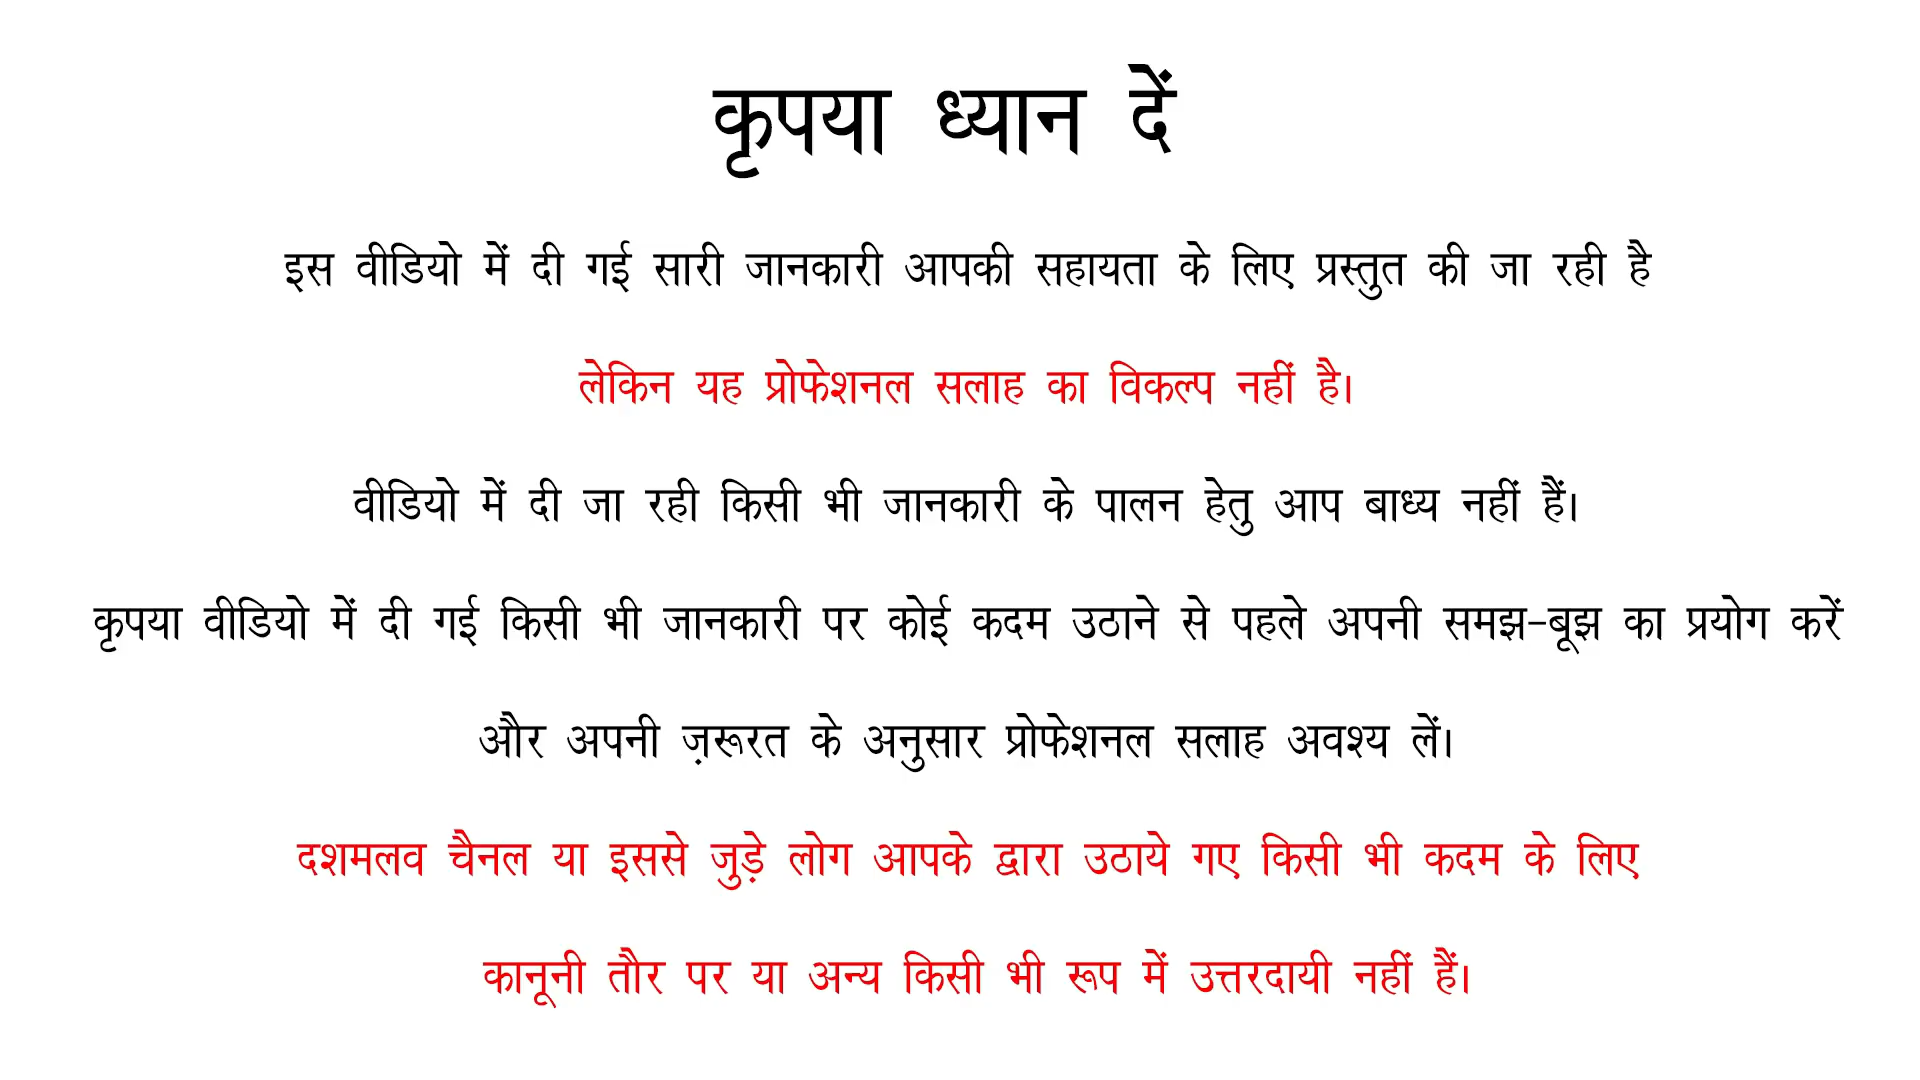 कृपया ध्यान दें
इस वीडियो में दी गई सारी जानकारी आपकी सहायता के लिए प्रस्तुत की जा रही है
लेकिन यह प्रोफेशनल सलाह का विकल्प नहीं है।
वीडियो में दी जा रही किसी भी जानकारी के पालन हेतु आप बाध्य नहीं हैं।
कृपया वीडियो में दी गई किसी भी जानकारी पर कोई कदम उठाने से पहले अपनी समझ-बूझ का प्रयोग करें
और अपनी ज़रूरत के अनुसार प्रोफेशनल सलाह अवश्य लें।
दशमलव चैनल या इससे जुड़े लोग आपके द्वारा उठाये गए किसी भी कदम के लिए
कानूनी तौर पर या अन्य किसी भी रूप में उत्तरदायी नहीं हैं।